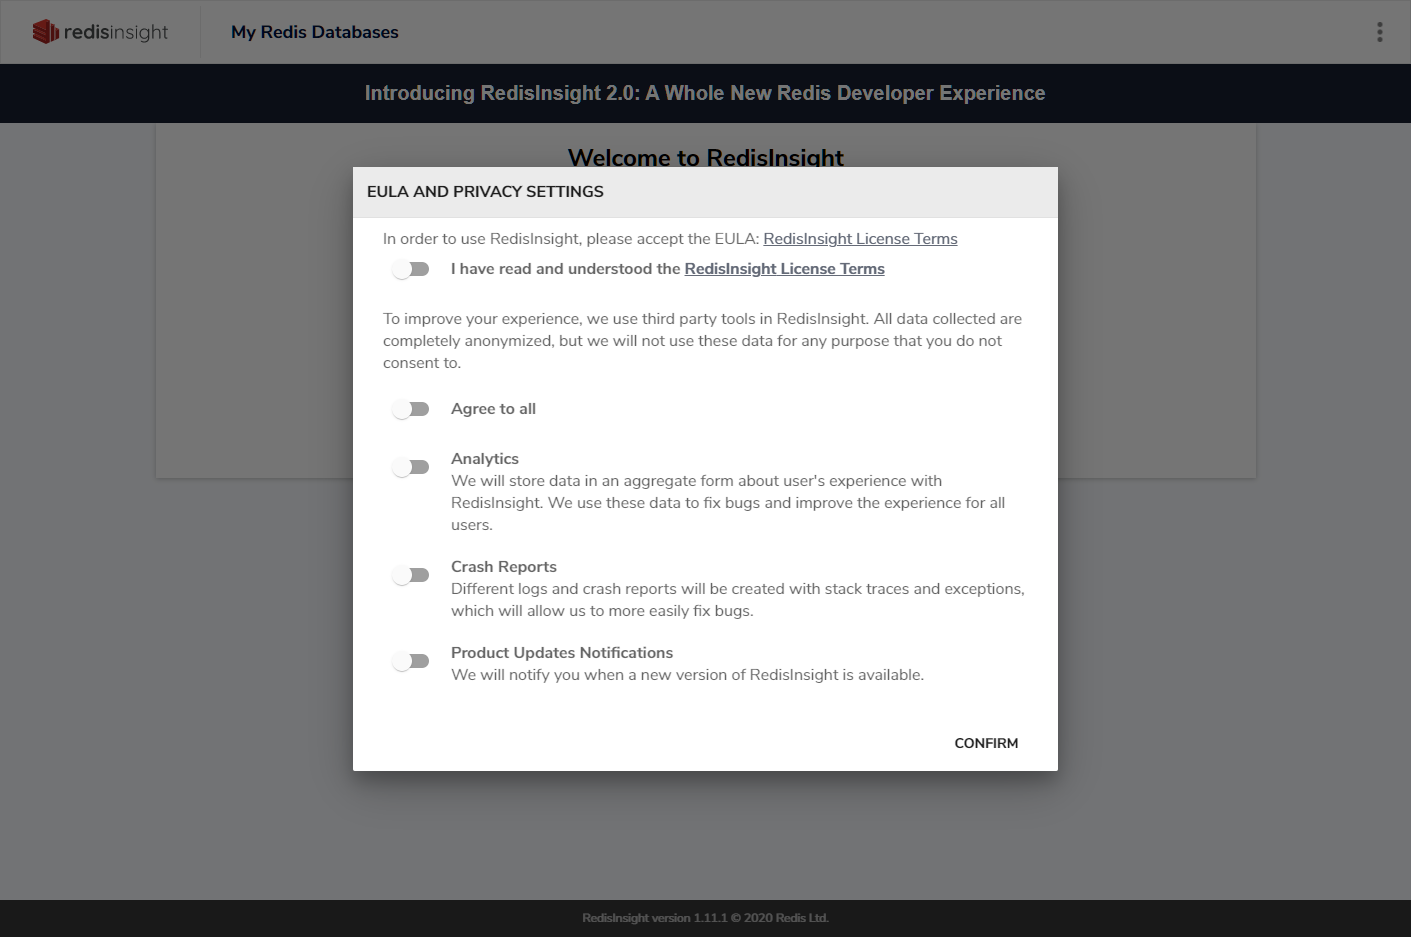 redisinsight
My Redis Databases
Introducing RedisInsight 2.0: A Whole New Redis Developer Experience
Welcome to RedisInsight
EULA AND PRIVACY SETTINGS
In order to use RedisInsight, please accept the EULA: RedisInsight License Terms
I have read and understood the RedisInsight License Terms
To improve your experience, we use third party tools in RedisInsight. All data collected are
completely anonymized, but we will not use these data for any purpose that you do not
consent to.
Agree to all
Analytics
We will store data in an aggregate form about user's experience with
RedisInsight. We use these data to fix bugs and improve the experience for all
users.
Crash Reports
Different logs and crash reports will be created with stack traces and exceptions,
which will allow us to more easily fix bugs.
Product Updates Notifications
We will notify you when a new version of RedisInsight is available.
CONFIRM
RedisInsight version 1.11.1 © 2020 Redis Ltd.